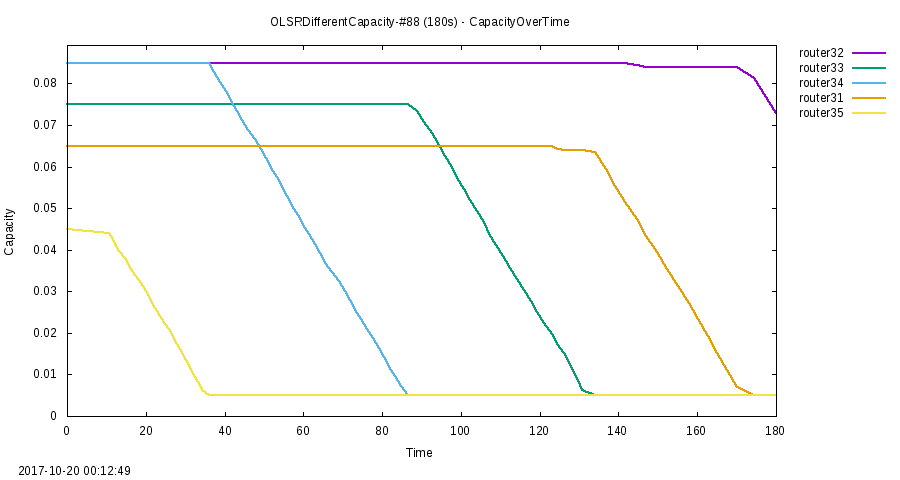 OLSRDifferentCapacity-#88 (180s) - CapacityOverTime
router32
router33
router34
router31
router35
0.08
0.07
0.06
0.05
0.04
0.03
0.02
0.01
0
Capacity
0 20 40 60 80 100 120 140 160 180
Time
2017-10-20 00:12:49